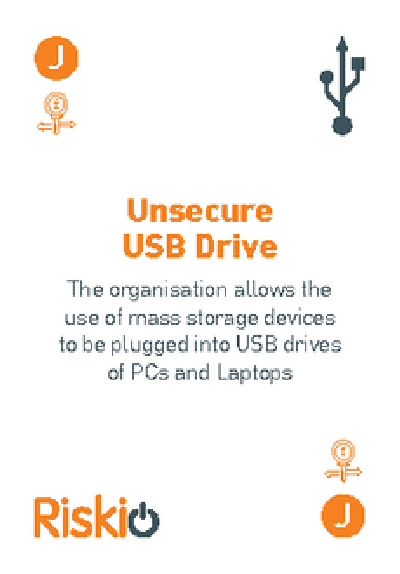 J
Unsecure
USB Drive
The organisation allows the
use of mass storage devices
to be plugged into USB drives
of PCs and Laptops
Riskio
J